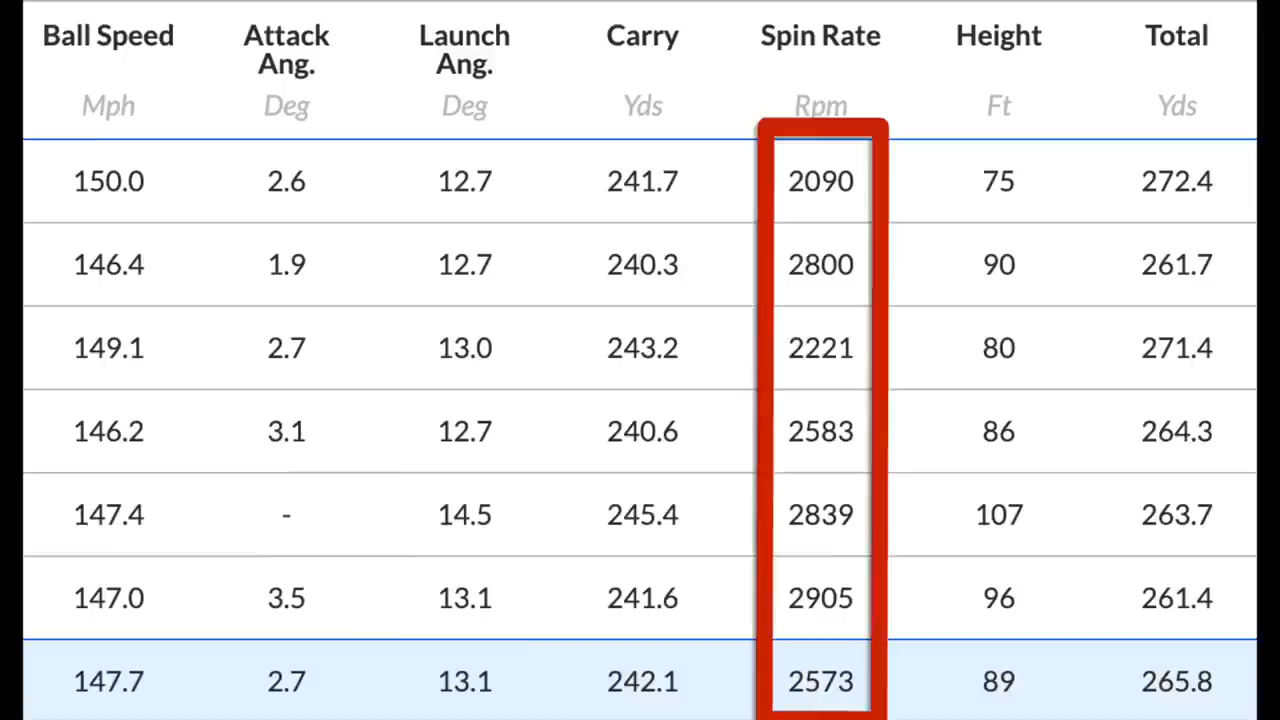 Ball Speed Attack Ang. Launch Ang. Carry Spin Rate Height Total
Mph Deg Deg Yds Rpm Ft Yds
150.0 2.6 12.7 241.7 2090 75 272.4
146.4 1.9 12.7 240.3 2800 90 261.7
149.1 2.7 13.0 243.2 2221 80 271.4
146.2 3.1 12.7 240.6 2583 86 264.3
147.4 - 14.5 245.4 2839 107 263.7
147.0 3.5 13.1 241.6 2905 96 261.4
147.7 2.7 13.1 242.1 2573 89 265.8